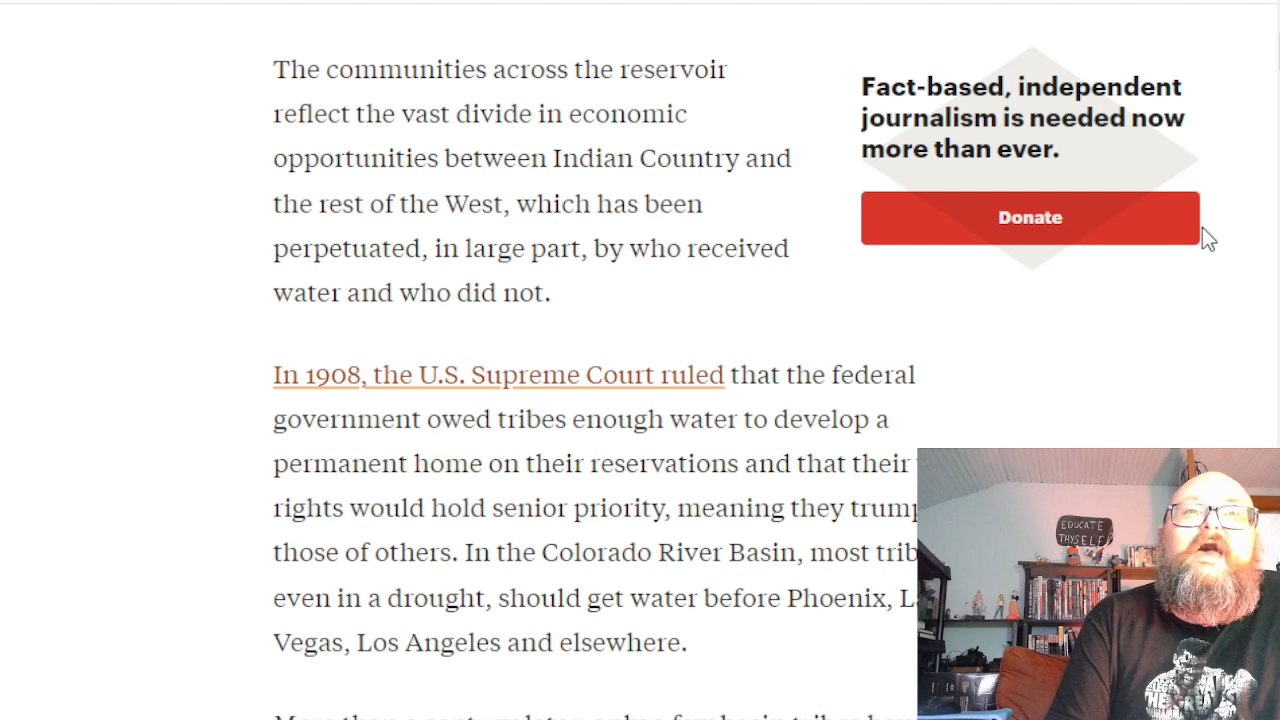 The communities across the reservoir
reflect the vast divide in economic
opportunities between Indian Country and
the rest of the West, which has been
perpetuated, in large part, by who received
water and who did not.
Fact-based, independent
journalism is needed now
more than ever.
Donate
In 1908, the U.S. Supreme Court ruled that the federal
government owed tribes enough water to develop a
permanent home on their reservations and that their
rights would hold senior priority, meaning they trump
those of others. In the Colorado River Basin, most trib
even in a drought, should get water before Phoenix, L
Vegas, Los Angeles and elsewhere.
EDUCATE
THYSELF